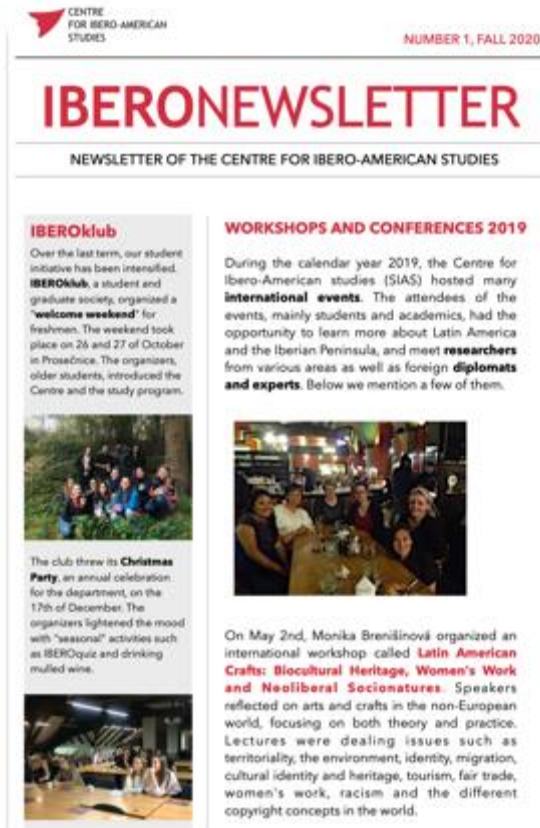 CENTRE
FOR IBERO-AMERICAN
STUDIES
NUMBER 1, FALL 2020
IBERONEWSLETTER
NEWSLETTER OF THE CENTRE FOR IBERO-AMERICAN STUDIES
IBEROklub
Over the last term, our student
initiative has been intensified.
IBEROklub, a student and
graduate society, organized a
"welcome weekend" for
freshmen. The weekend took
place on 26 and 27 of October
in Prosečnice. The organizers,
older students, introduced the
Centre and the study program.
The club threw its Christmas
Party, an annual celebration
for the department, on the
17th of December. The
organizers lightened the mood
with "seasonal" activities such
as IBEROquiz and drinking
mulled wine.
WORKSHOPS AND CONFERENCES 2019
During the calendar year 2019, the Centre for
Ibero-American studies (SIAS) hosted many
international events. The attendees of the
events, mainly students and academics, had the
opportunity to learn more about Latin America
and the Iberian Peninsula, and meet researchers
from various areas as well as foreign diplomats
and experts. Below we mention a few of them.
On May 2nd, Monika Brenišínová organized an
international workshop called Latin American
Crafts: Biocultural Heritage, Women's Work
and Neoliberal Socionatures. Speakers
reflected on arts and crafts in the non-European
world, focusing on both theory and practice.
Lectures were dealing issues such as
territoriality, the environment, identity, migration,
cultural identity and heritage, tourism, fair trade,
women's work, racism and the different
copyright concepts in the world.